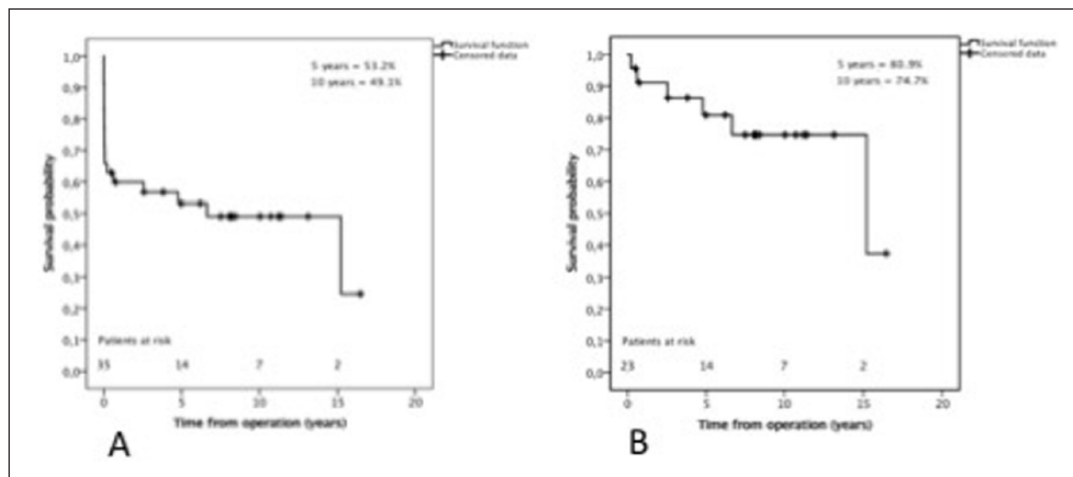 Survival function
Censored data
5 years = 53.2%
10 years = 49.1%
1,0
0,9
0,8
0,7
0,6
0,5
0,4
0,3
0,2
0,1
0,0
Survival probability
Patients at risk
35 14 7 2
0 5 10 15 20
Time from operation (years)
A
Survival function
Censored data
5 years = 80.9%
10 years = 74.7%
1,0
0,9
0,8
0,7
0,6
0,5
0,4
0,3
0,2
0,1
0,0
Survival probability
Patients at risk
23 14 7 2
0 5 10 15 20
Time from operation (years)
B